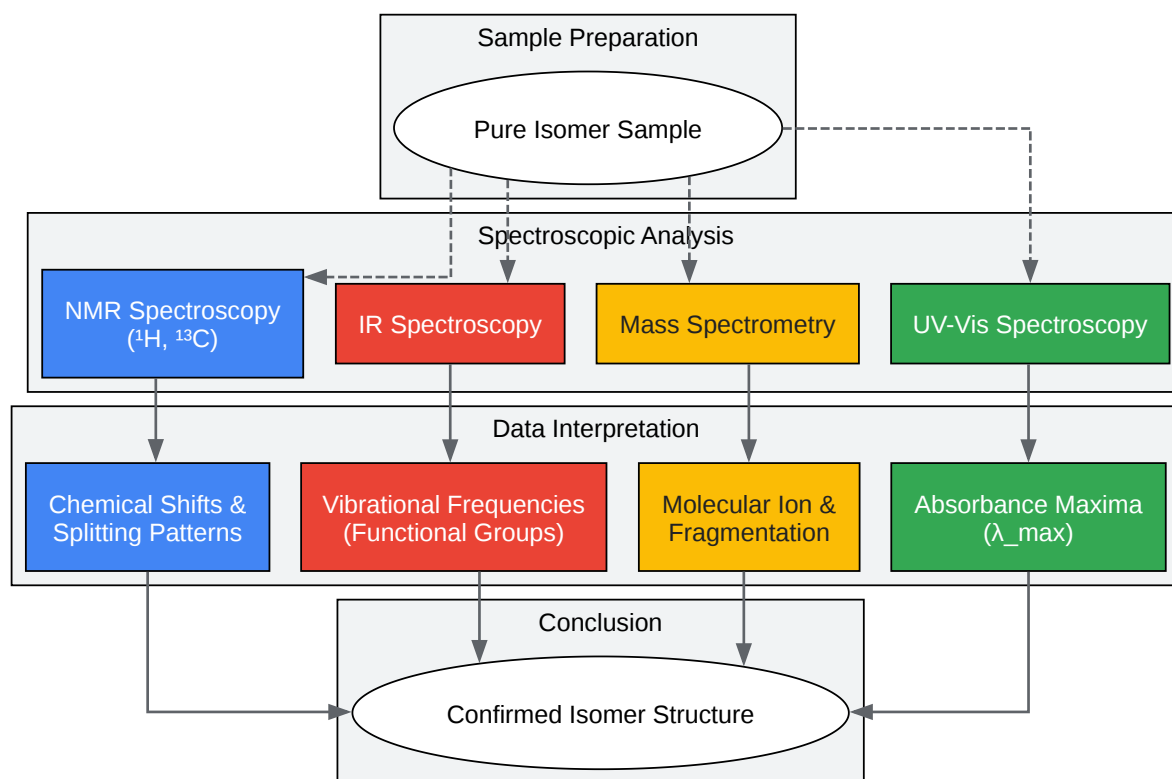 Sample Preparation
Pure Isomer Sample
Spectroscopic Analysis
NMR Spectroscopy
(¹H, ¹³C)
IR Spectroscopy
Mass Spectrometry
UV-Vis Spectroscopy
Data Interpretation
Chemical Shifts &
Splitting Patterns
Vibrational Frequencies
(Functional Groups)
Molecular Ion &
Fragmentation
Absorbance Maxima
(λ_max)
Conclusion
Confirmed Isomer Structure